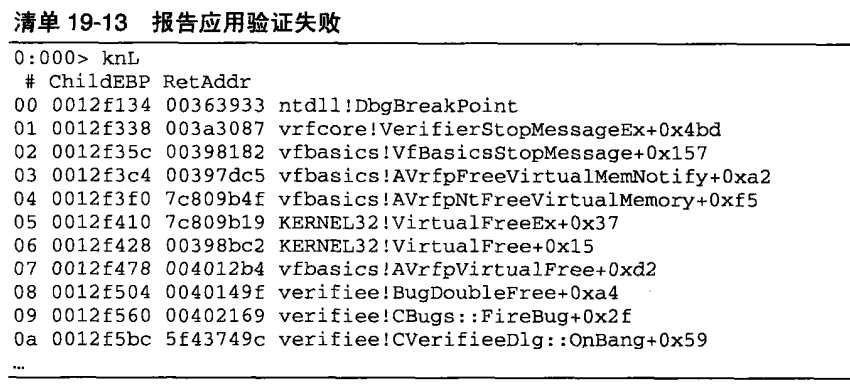 清单 19-13 报告应用验证失败
0:000> knL
 # ChildEBP RetAddr
00 0012f134 00363933 ntdll!DbgBreakPoint
01 0012f338 003a3087 vrfcore!VerifierStopMessageEx+0x4bd
02 0012f35c 00398182 vfbasics!VfBasicsStopMessage+0x157
03 0012f3c4 00397dc5 vfbasics!AVrfpFreeVirtualMemNotify+0xa2
04 0012f3f0 7c809b4f vfbasics!AVrfpNtFreeVirtualMemory+0xf5
05 0012f410 7c809b19 KERNEL32!VirtualFreeEx+0x37
06 0012f428 00398bc2 KERNEL32!VirtualFree+0x15
07 0012f478 004012b4 vfbasics!AVrfpVirtualFree+0xd2
08 0012f504 0040149f verifiee!BugDoubleFree+0xa4
09 0012f560 00402169 verifiee!CBugs::FireBug+0x2f
0a 0012f5bc 5f43749c verifiee!CVerifieeDlg::OnBang+0x59
…